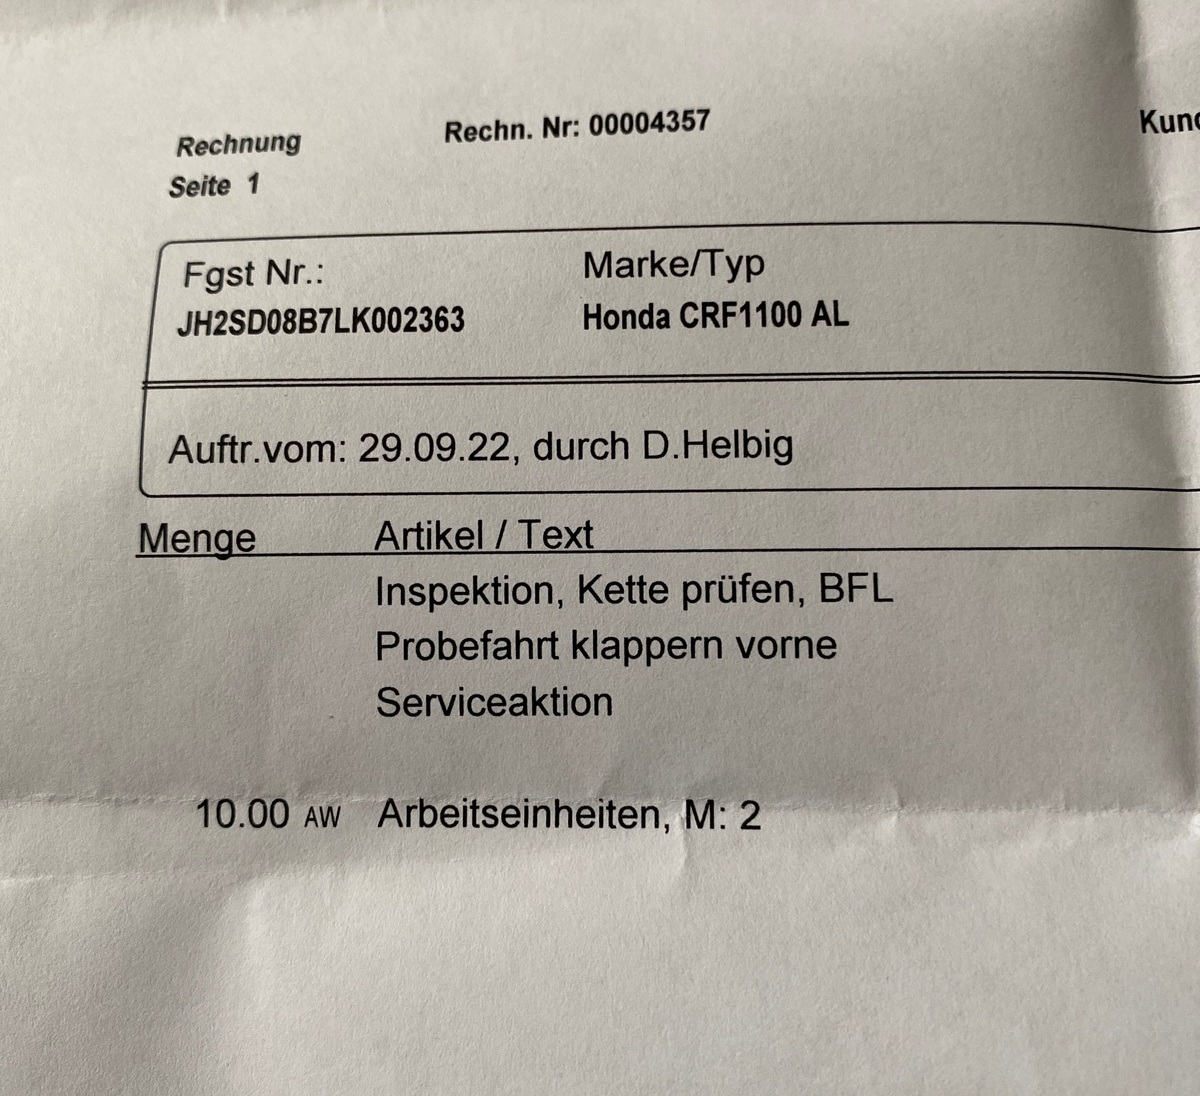 Rechnung
Rechn. Nr: 00004357
Seite 1
Fgst Nr.:
Marke/Typ
JH2SD08B7LK002363
Honda CRF1100 AL
Auftr.vom: 29.09.22, durch D.Helbig
Menge Artikel / Text
Inspektion, Kette prüfen, BFL
Probefahrt klappern vorne
Serviceaktion
10.00 AW Arbeitseinheiten, M: 2